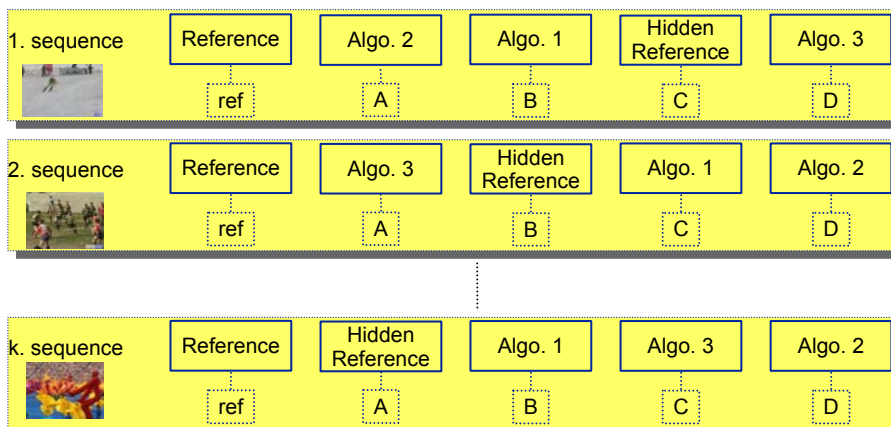 1. sequence
Reference
Algo. 2
Algo. 1
Hidden
Reference
Algo. 3
ref
A
B
C
D
2. sequence
Reference
Algo. 3
Hidden
Reference
Algo. 1
Algo. 2
ref
A
B
C
D
k. sequence
Reference
Hidden
Reference
Algo. 1
Algo. 3
Algo. 2
ref
A
B
C
D